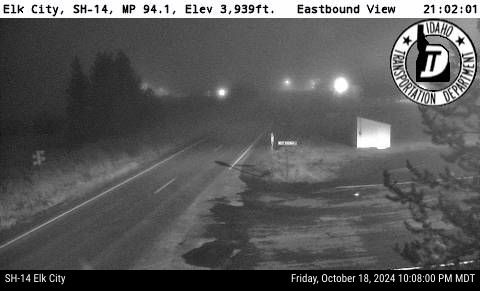 Elk City, SH-14, MP 94.1, Elev 3,939ft.   Eastbound View   21:02:01
IDAHO
TRANSPORTATION DEPARTMENT
SH-14 Elk City
Friday, October 18, 2024 10:08:00 PM MDT